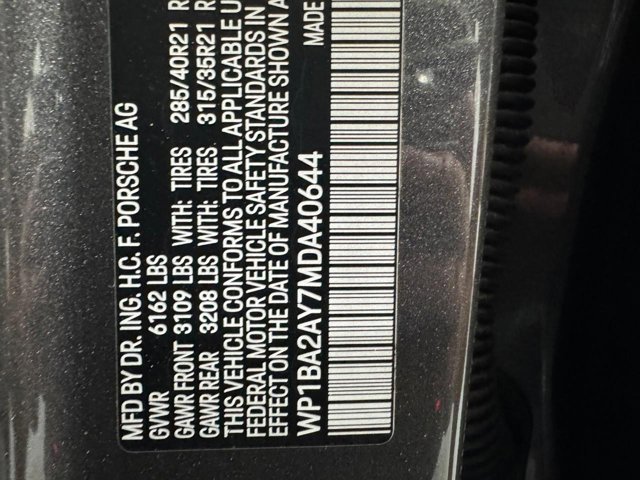 MFD BY DR. ING. H.C. F. PORSCHE AG
GVWR 6162 LBS
GAWR FRONT 3109 LBS WITH: TIRES 285/40R21 R
GAWR REAR 3208 LBS WITH: TIRES 315/35R21 R
THIS VEHICLE CONFORMS TO ALL APPLICABLE U
FEDERAL MOTOR VEHICLE SAFETY STANDARDS IN
EFFECT ON THE DATE OF MANUFACTURE SHOWN A
WP1BA2AY7MDA40644 MADE